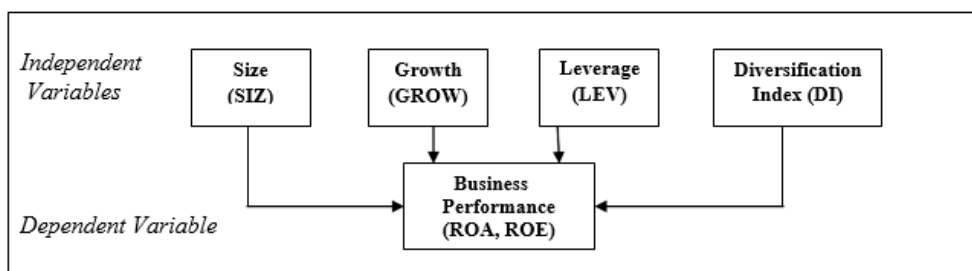 Independent
Variables
Size
(SIZ)
Growth
(GROW)
Leverage
(LEV)
Diversification
Index (DI)
Business
Performance
(ROA, ROE)
Dependent Variable